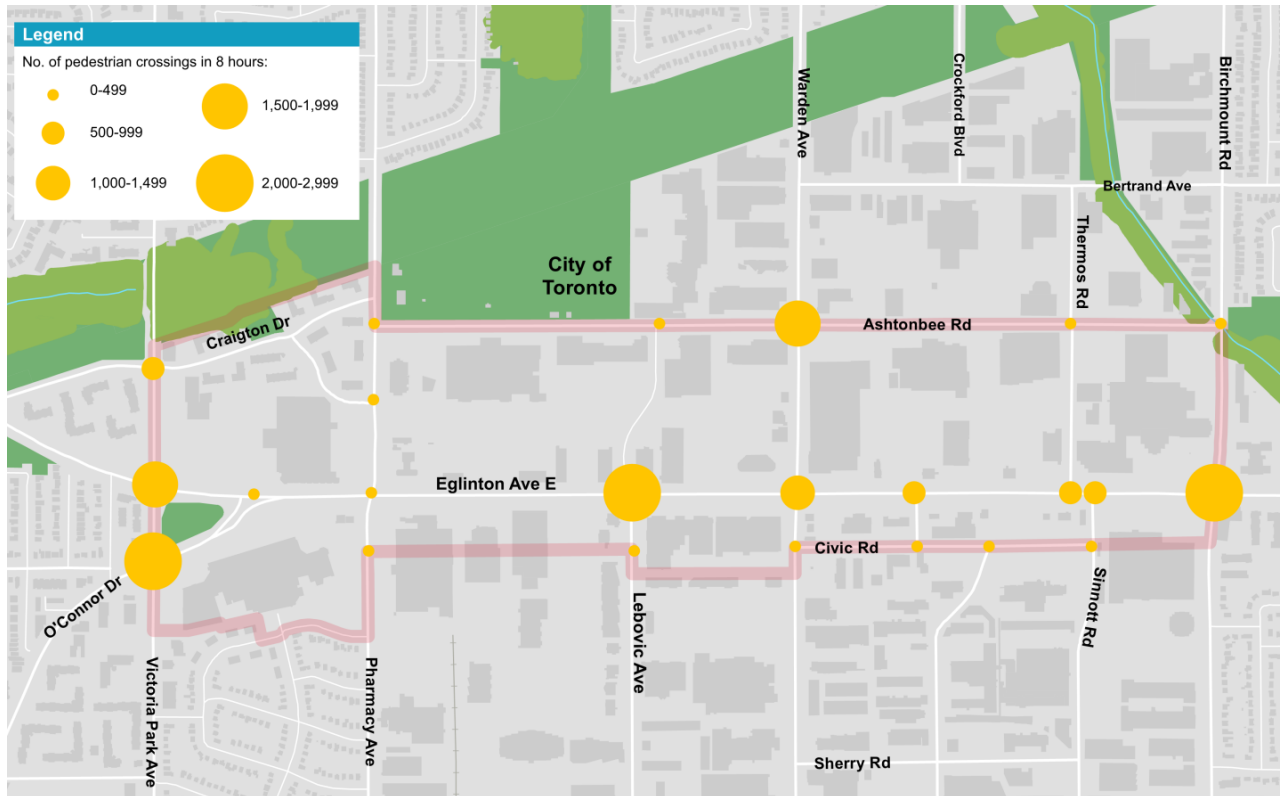 Legend
No. of pedestrian crossings in 8 hours:
0-499
1,500-1,999
500-999
1,000-1,499
2,000-2,999
Warden Ave
Crockford Blvd
Birchmount Rd
Bertrand Ave
Thermos Rd
City of
Toronto
Craigton Dr
Ashtonbee Rd
Eglinton Ave E
Civic Rd
O'Connor Dr
Sinnott Rd
Lebovic Ave
Victoria Park Ave
Pharmacy Ave
Sherry Rd